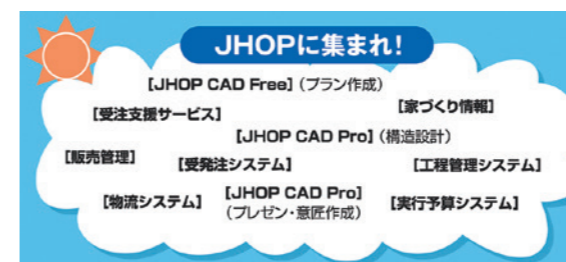 JHOPに集まれ!
【JHOP CAD Free】(プラン作成)
【受注支援サービス】
【家づくり情報】
【JHOP CAD Pro】(構造設計)
【販売管理】
【受発注システム】
【工程管理システム】
【物流システム】
【JHOP CAD Pro】
(プレゼン・意匠作成)
【実行予算システム】